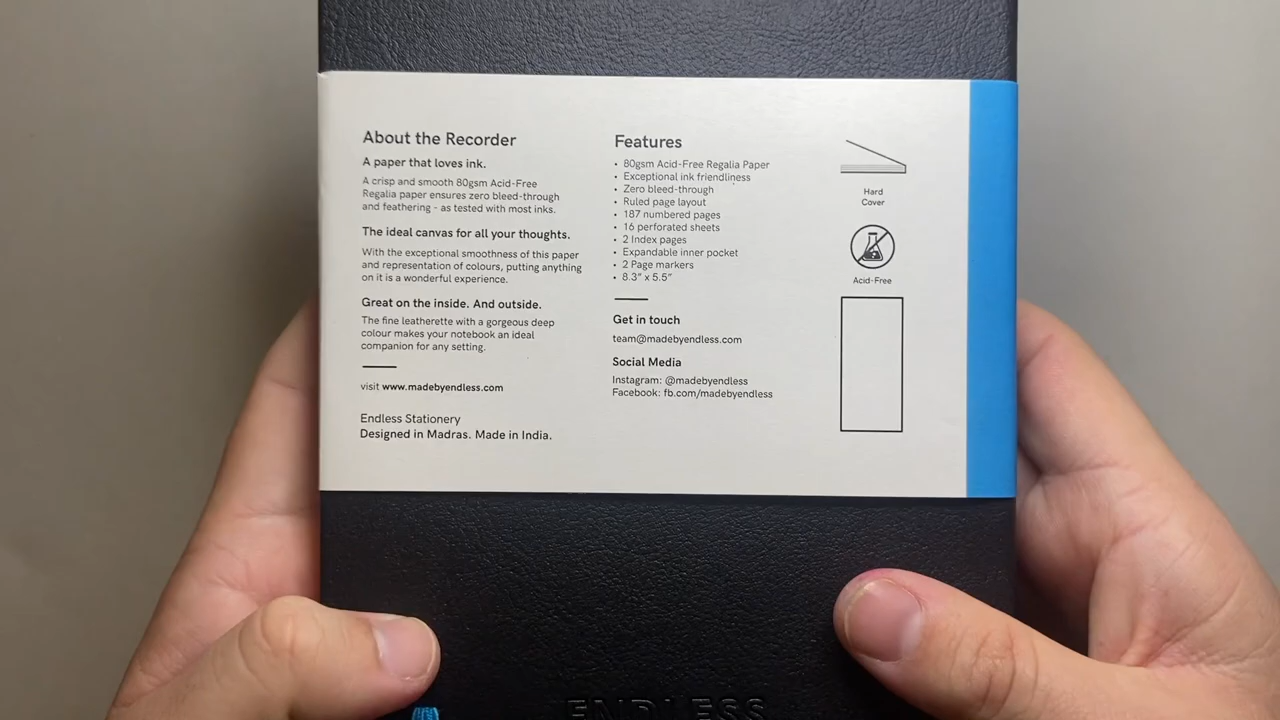 About the Recorder
A paper that loves ink.
A crisp and smooth 80gsm Acid-Free
Regalia paper ensures zero bleed-through
and feathering - as tested with most inks.
The ideal canvas for all your thoughts.
With the exceptional smoothness of this paper
and representation of colours, putting anything
on it is a wonderful experience.
Great on the inside. And outside.
The fine leatherette with a gorgeous deep
colour makes your notebook an ideal
companion for any setting.
visit www.madebyendless.com
Endless Stationery
Designed in Madras. Made in India.
Features
• 80gsm Acid-Free Regalia Paper
• Exceptional ink friendliness
• Zero bleed-through
• Ruled page layout
• 187 numbered pages
• 16 perforated sheets
• 2 Index pages
• Expandable inner pocket
• 2 Page markers
• 8.3" x 5.5"
Get in touch
team@madebyendless.com
Social Media
Instagram: @madebyendless
Facebook: fb.com/madebyendless
Hard
Cover
Acid-Free
ENDLESS